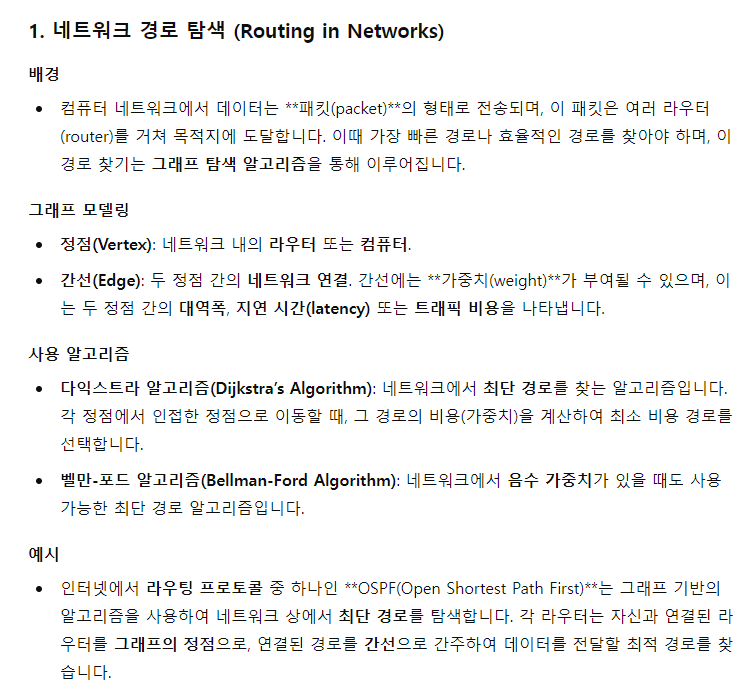 1. 네트워크 경로 탐색 (Routing in Networks)
배경
• 컴퓨터 네트워크에서 데이터는 **패킷(packet)**의 형태로 전송되며, 이 패킷은 여러 라우터
(router)를 거쳐 목적지에 도달합니다. 이때 가장 빠른 경로나 효율적인 경로를 찾아야 하며, 이
경로 찾기는 그래프 탐색 알고리즘을 통해 이루어집니다.
그래프 모델링
• 정점(Vertex): 네트워크 내의 라우터 또는 컴퓨터.
• 간선(Edge): 두 정점 간의 네트워크 연결. 간선에는 **가중치(weight)**가 부여될 수 있으며, 이
는 두 정점 간의 대역폭, 지연 시간(latency) 또는 트래픽 비용을 나타냅니다.
사용 알고리즘
• 다익스트라 알고리즘(Dijkstra’s Algorithm): 네트워크에서 최단 경로를 찾는 알고리즘입니다.
각 정점에서 인접한 정점으로 이동할 때, 그 경로의 비용(가중치)을 계산하여 최소 비용 경로를
선택합니다.
• 벨만-포드 알고리즘(Bellman-Ford Algorithm): 네트워크에서 음수 가중치가 있을 때도 사용
가능한 최단 경로 알고리즘입니다.
예시
• 인터넷에서 라우팅 프로토콜 중 하나인 **OSPF(Open Shortest Path First)**는 그래프 기반의
알고리즘을 사용하여 네트워크 상에서 최단 경로를 탐색합니다. 각 라우터는 자신과 연결된 라
우터를 그래프의 정점으로, 연결된 경로를 간선으로 간주하여 데이터를 전달할 최적 경로를 찾
습니다.